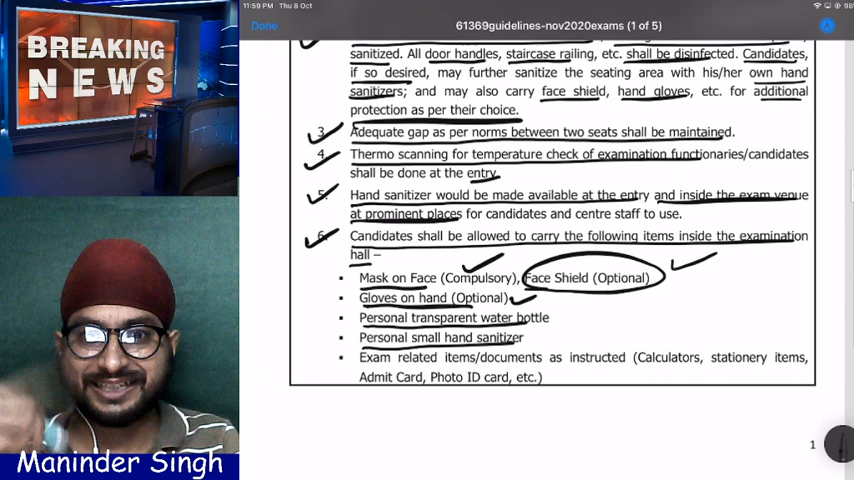 11:59 PM Thu 8 Oct
98%
Done
61369guidelines-nov2020exams (1 of 5)
BREAKING
NEWS
sanitized. All door handles, staircase railing, etc. shall be disinfected. Candidates,
if so desired, may further sanitize the seating area with his/her own hand
sanitizers; and may also carry face shield, hand gloves, etc. for additional
protection as per their choice.
3. Adequate gap as per norms between two seats shall be maintained.
4. Thermo scanning for temperature check of examination functionaries/candidates
shall be done at the entry.
5. Hand sanitizer would be made available at the entry and inside the exam venue
at prominent places for candidates and centre staff to use.
6. Candidates shall be allowed to carry the following items inside the examination
hall –
▪ Mask on Face (Compulsory), Face Shield (Optional)
▪ Gloves on hand (Optional)
▪ Personal transparent water bottle
▪ Personal small hand sanitizer
▪ Exam related items/documents as instructed (Calculators, stationery items,
Admit Card, Photo ID card, etc.)
1
Maninder Singh